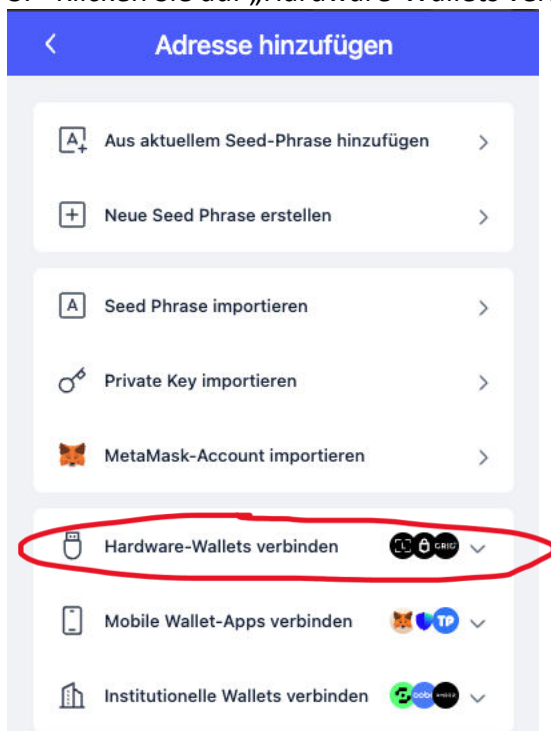 Adresse hinzufügen
Aus aktuellem Seed-Phrase hinzufügen
Neue Seed Phrase erstellen
Seed Phrase importieren
Private Key importieren
MetaMask-Account importieren
Hardware-Wallets verbinden
Mobile Wallet-Apps verbinden TP
Institutionelle Wallets verbinden